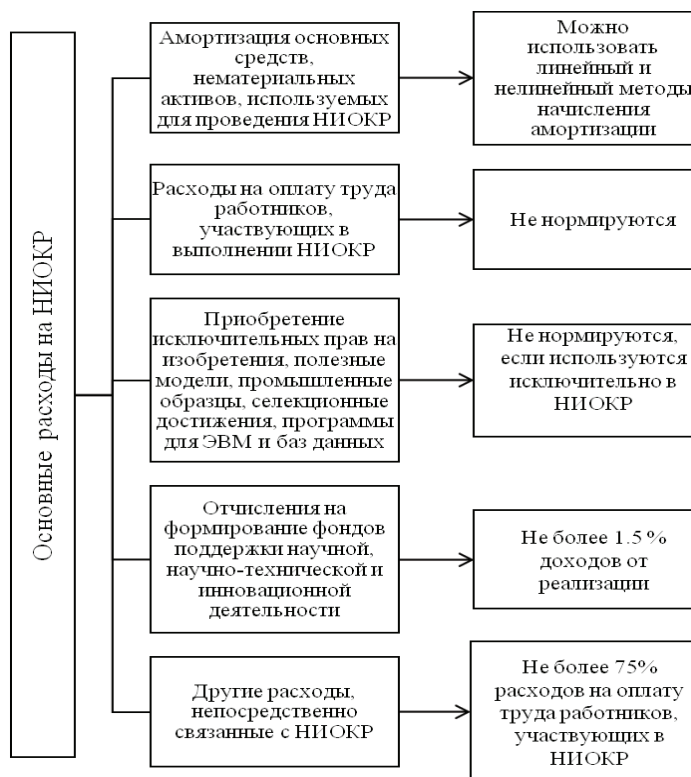 Основные расходы на НИОКР
Амортизация основных
средств,
нематериальных
активов, используемых
для проведения НИОКР
Можно
использовать
линейный и
нелинейный методы
начисления
амортизации
Расходы на оплату труда
работников,
участвующих в
выполнении НИОКР
Не нормируются
Приобретение
исключительных прав на
изобретения, полезные
модели, промышленные
образцы, селекционные
достижения, программы
для ЭВМ и баз данных
Не нормируются,
если используются
исключительно в
НИОКР
Отчисления на
формирование фондов
поддержки научной,
научно-технической и
инновационной
деятельности
Не более 1.5 %
доходов от
реализации
Другие расходы,
непосредственно
связанные с НИОКР
Не более 75%
расходов на оплату
труда работников,
участвующих в
НИОКР